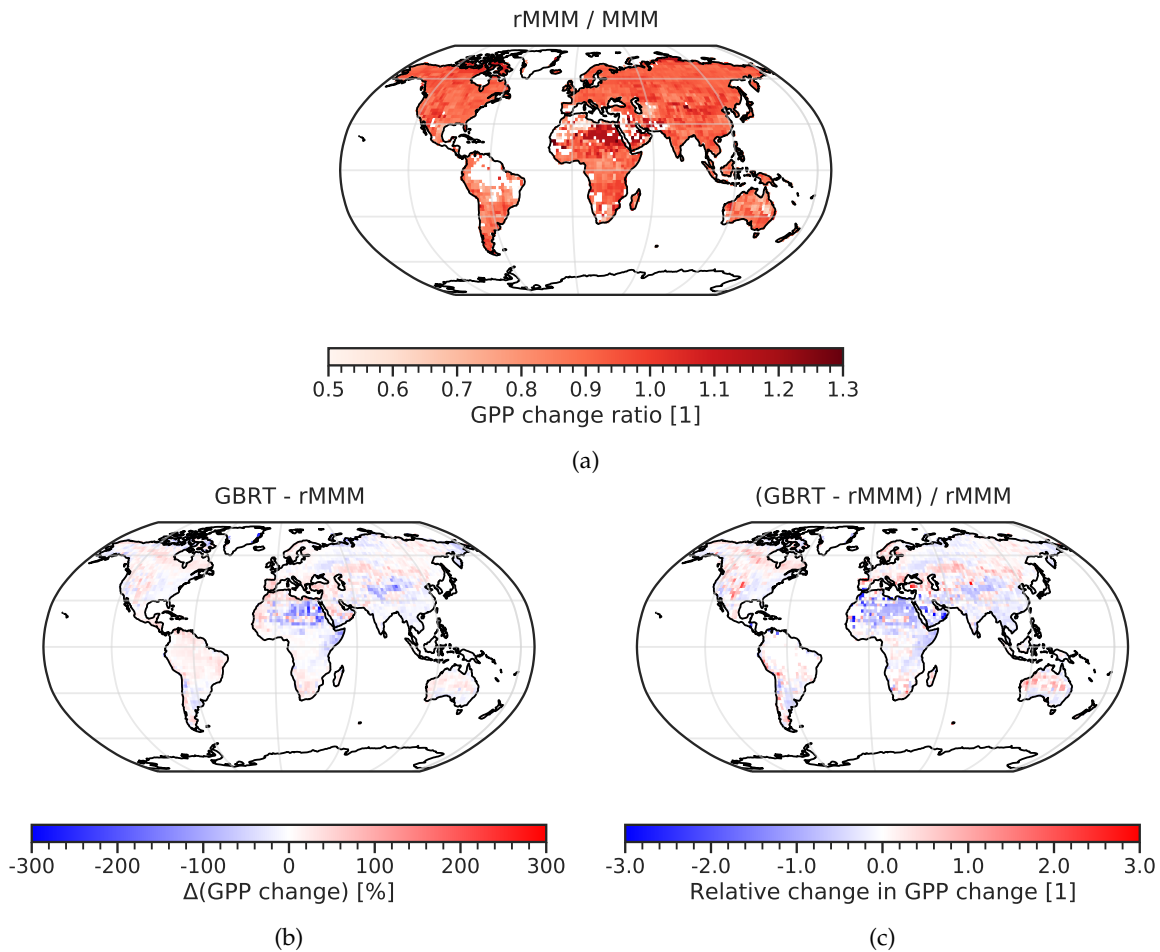 rMMM / MMM
0.5 0.6 0.7 0.8 0.9 1.0 1.1 1.2 1.3
GPP change ratio [1]
(a)
GBRT - rMMM
-300 -200 -100 0 100 200 300
Δ(GPP change) [%]
(b)
(GBRT - rMMM) / rMMM
-3.0 -2.0 -1.0 0.0 1.0 2.0 3.0
Relative change in GPP change [1]
(c)